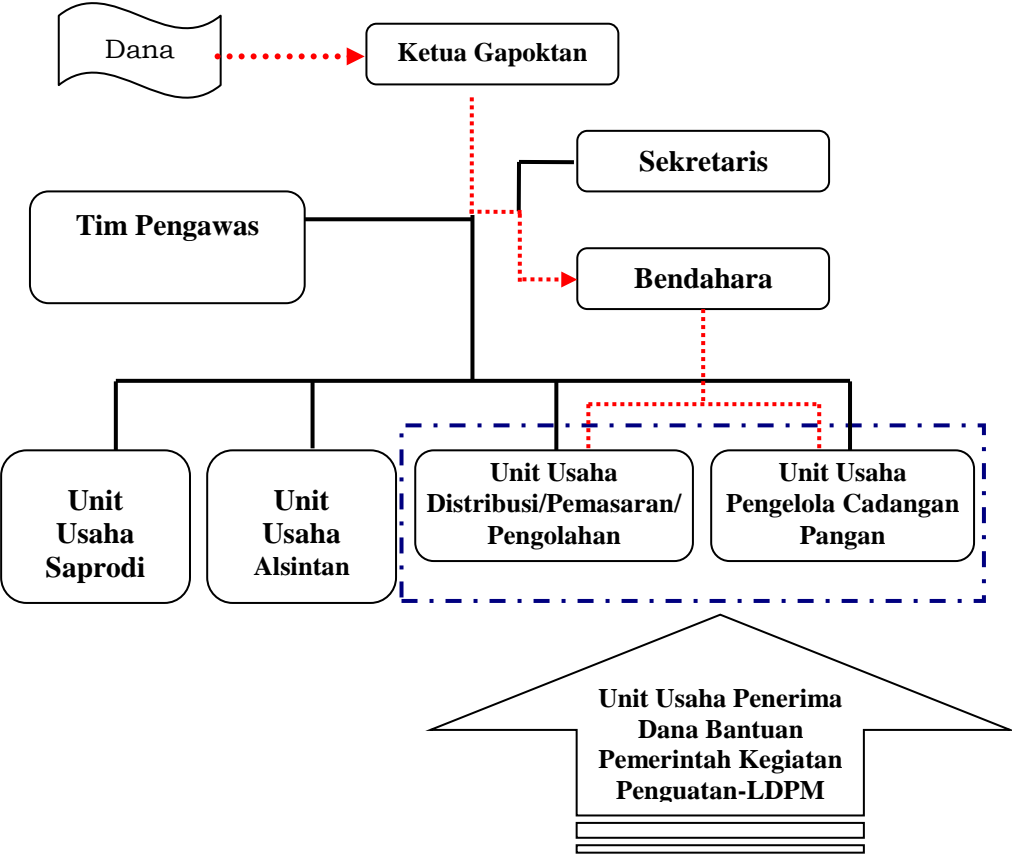 Dana
Ketua Gapoktan
Sekretaris
Tim Pengawas
Bendahara
Unit
Usaha
Saprodi
Unit
Usaha
Alsintan
Unit Usaha
Distribusi/Pemasaran/
Pengolahan
Unit Usaha
Pengelola Cadangan
Pangan
Unit Usaha Penerima
Dana Bantuan
Pemerintah Kegiatan
Penguatan-LDPM